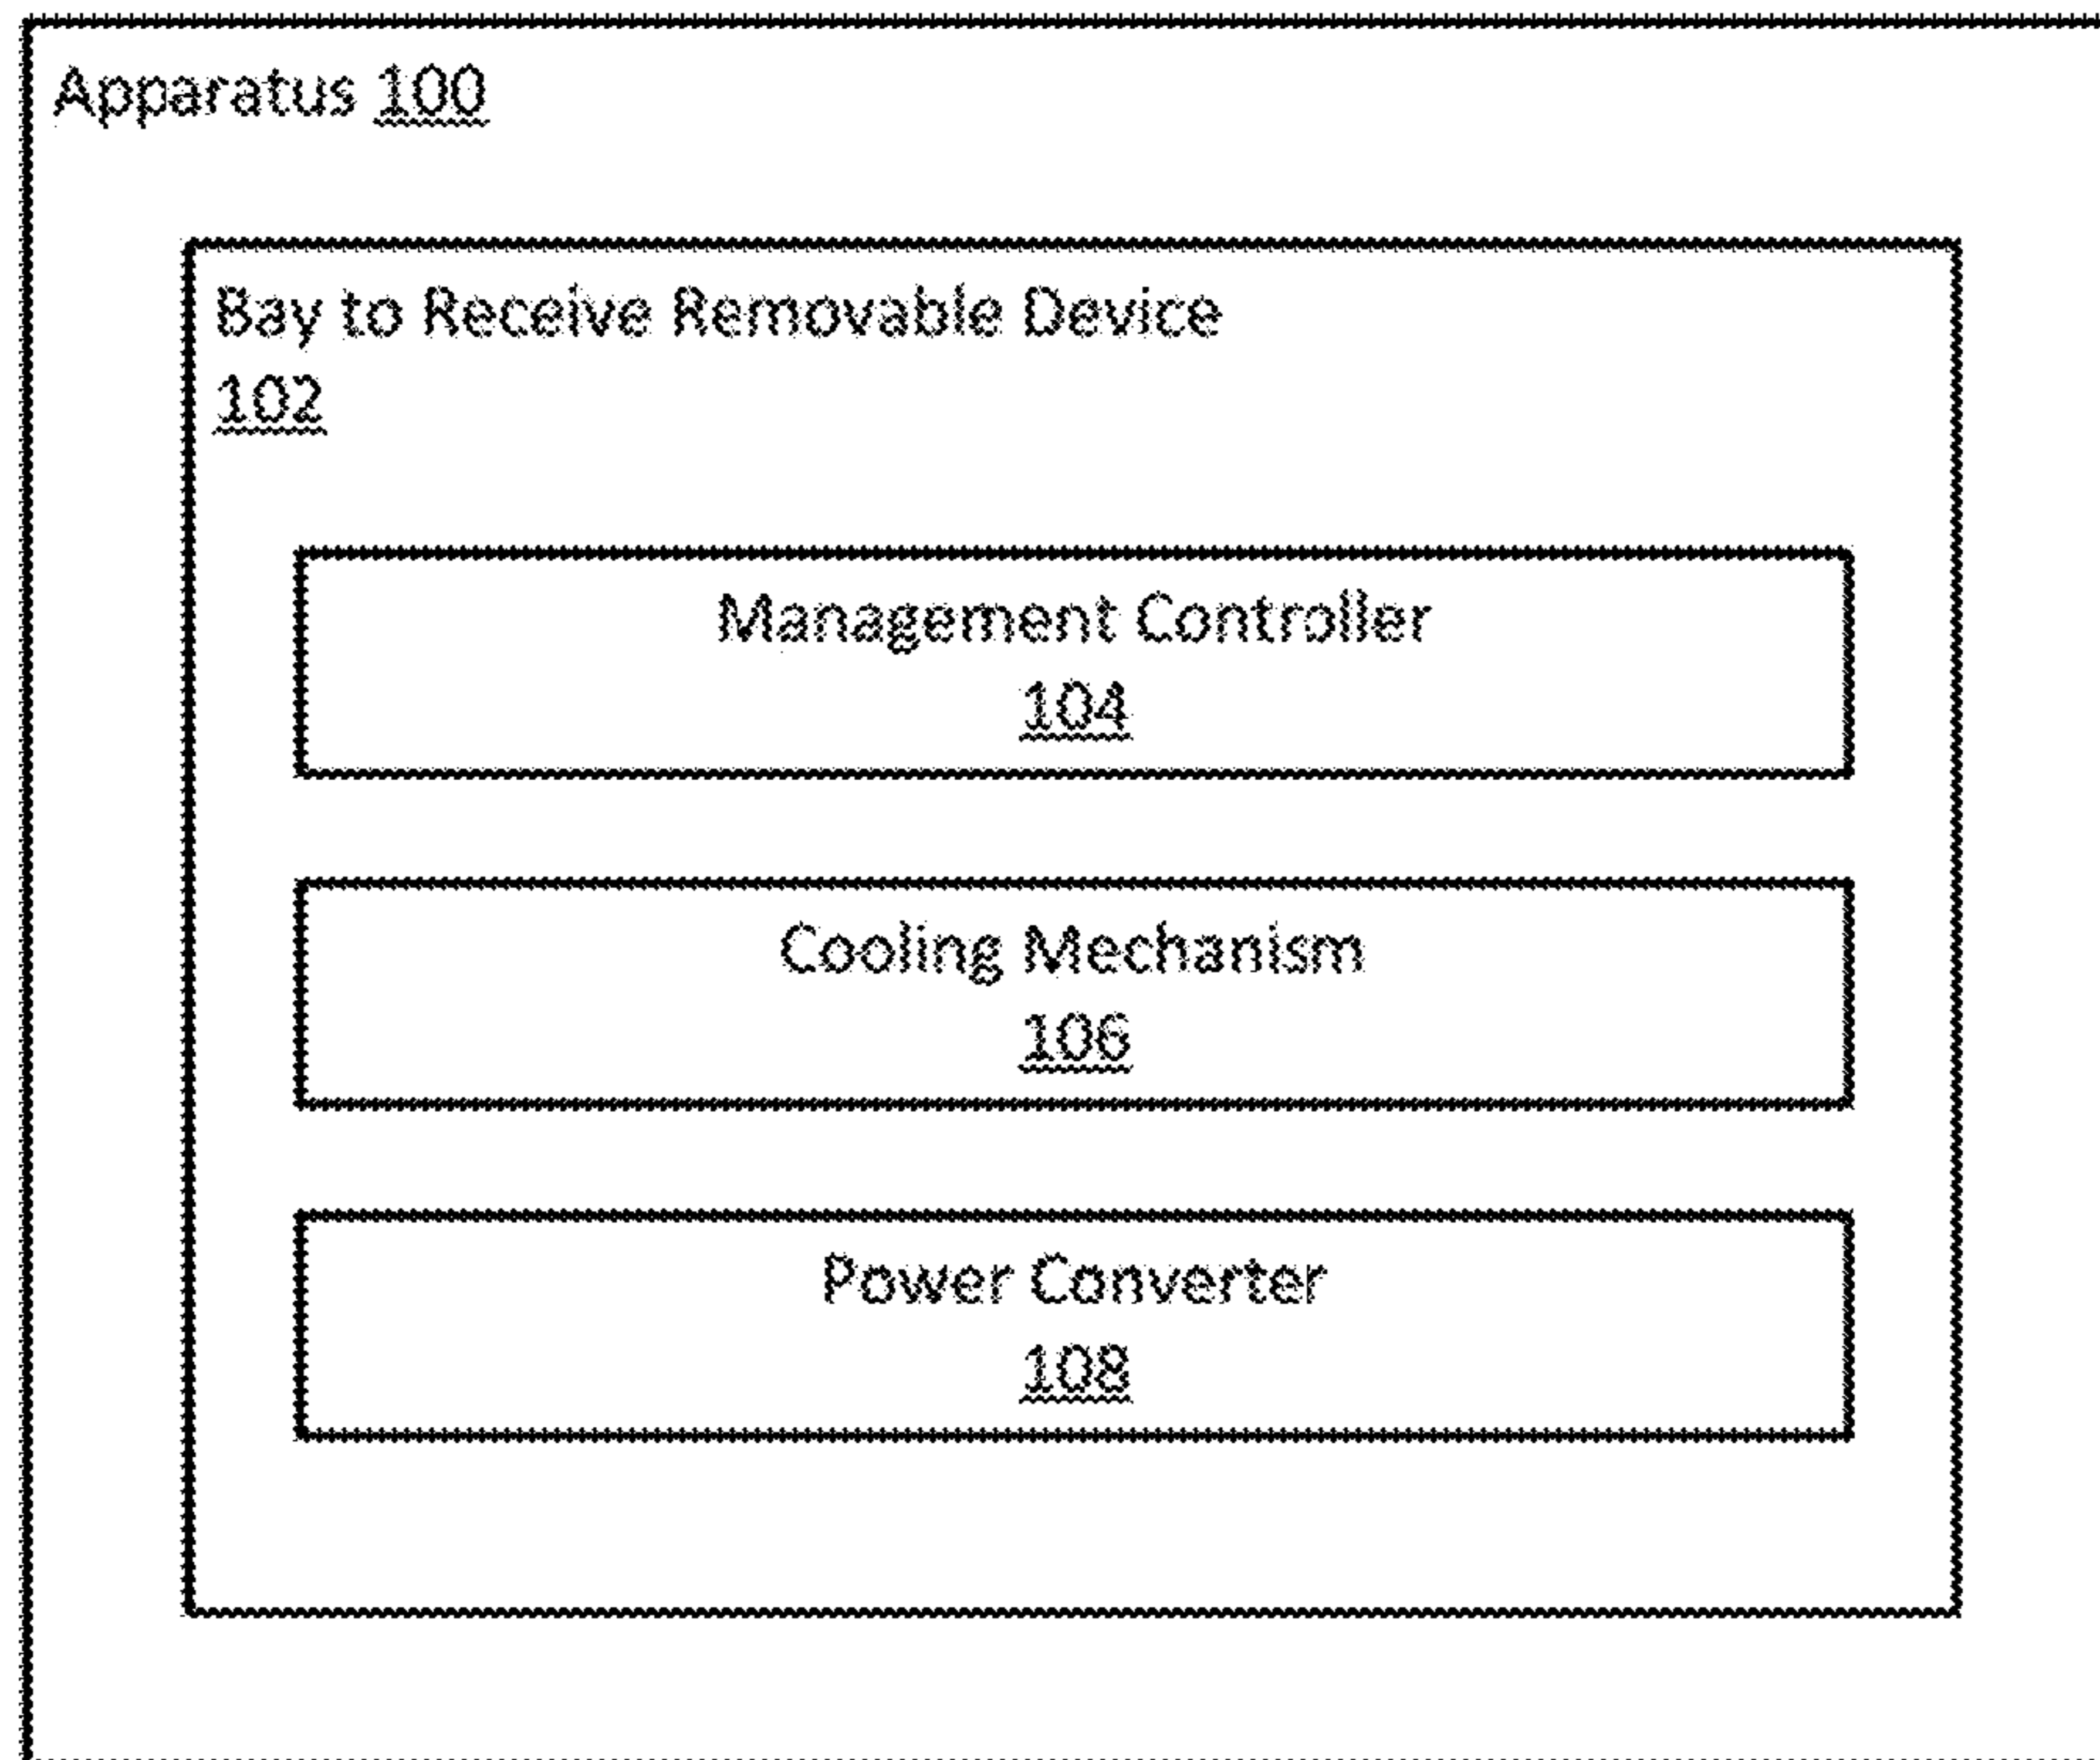 Apparatus 100
Bay to Receive Removable Device
102
Management Controller
104
Cooling Mechanism
106
Power Converter
108